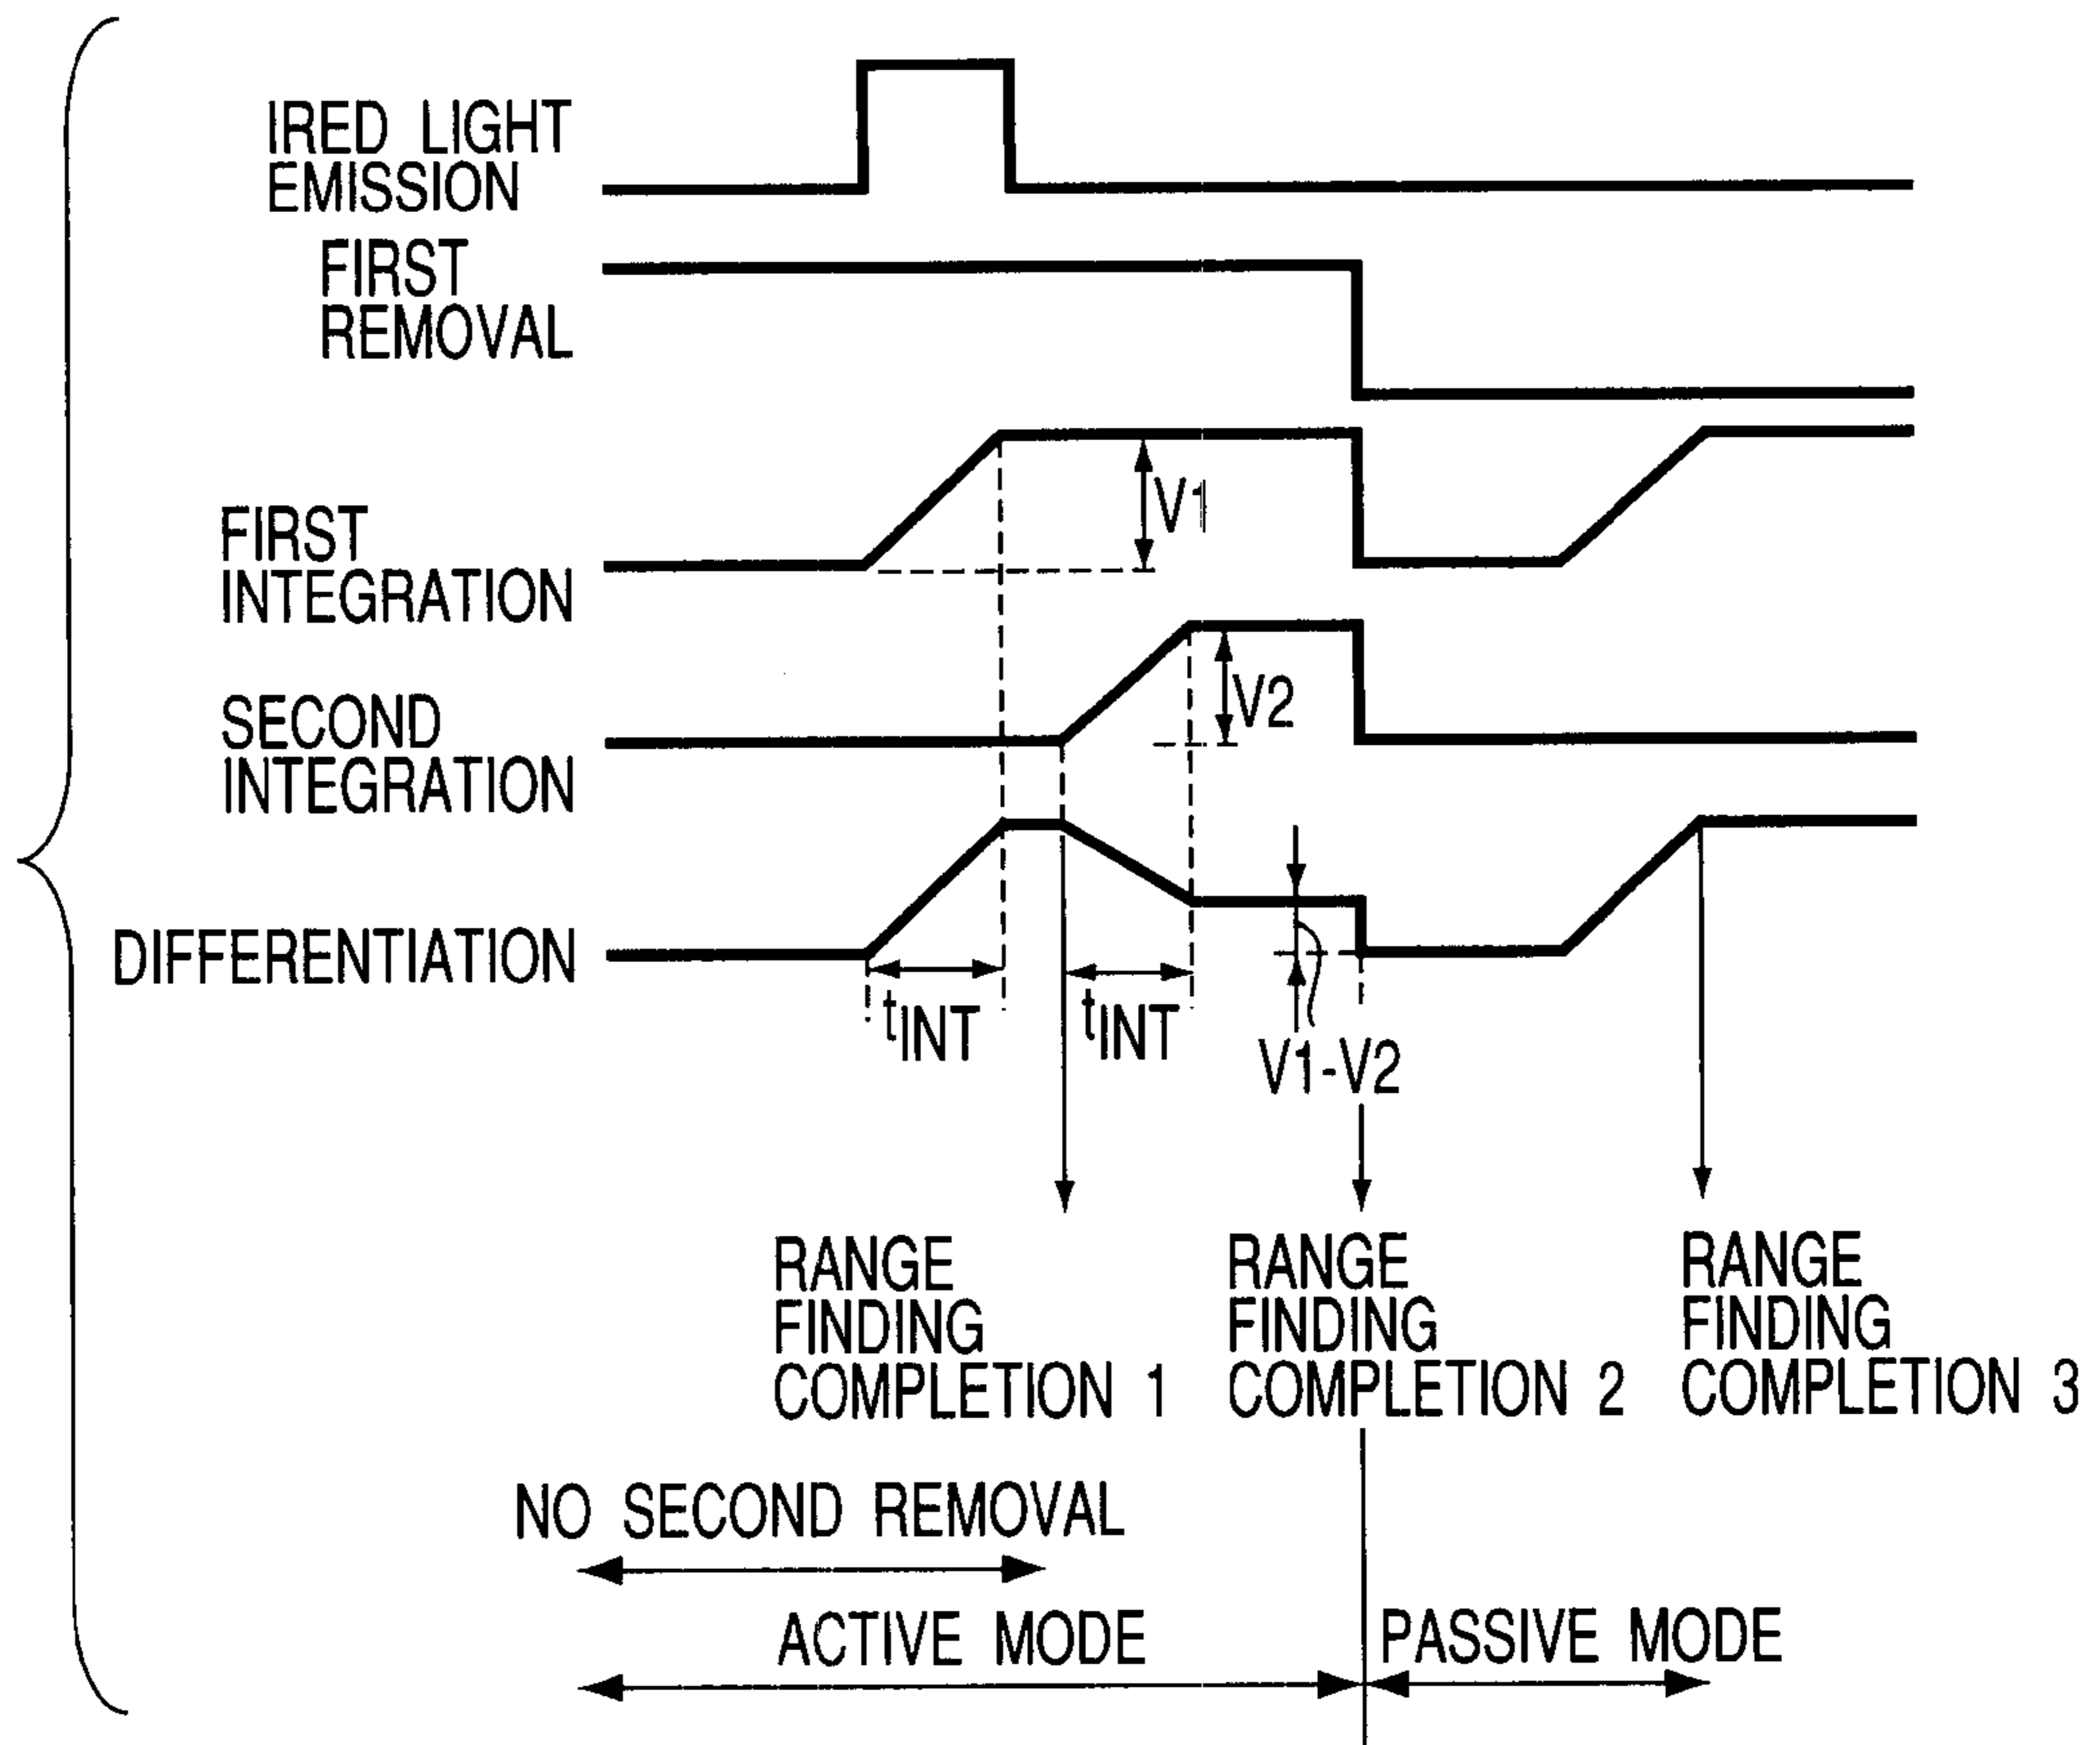 IRED LIGHT
EMISSION
FIRST
REMOVAL
FIRST
INTEGRATION
V1
SECOND
INTEGRATION
V2
DIFFERENTIATION
tINT
tINT
V1-V2
RANGE
FINDING
COMPLETION 1
RANGE
FINDING
COMPLETION 2
RANGE
FINDING
COMPLETION 3
NO SECOND REMOVAL
ACTIVE MODE
PASSIVE MODE